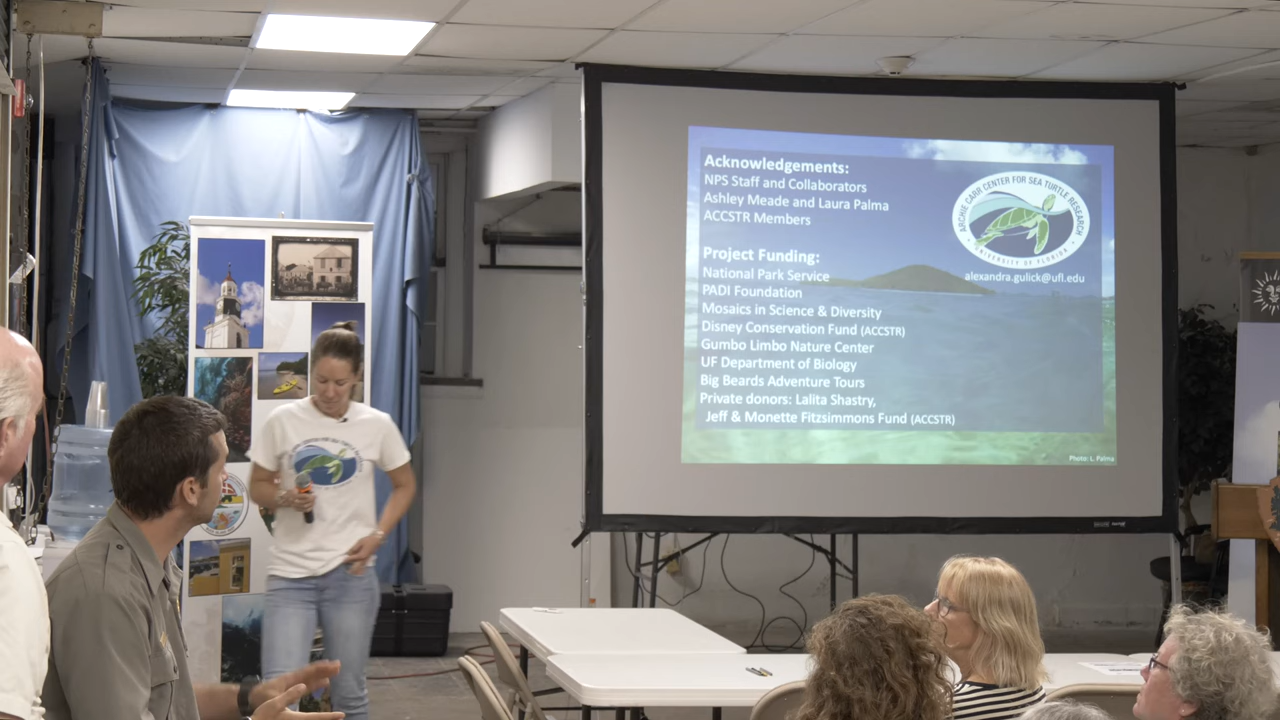 Acknowledgements:
NPS Staff and Collaborators
Ashley Meade and Laura Palma
ACCSTR Members
Project Funding:
National Park Service
PADI Foundation
Mosaics in Science & Diversity
Disney Conservation Fund (ACCSTR)
Gumbo Limbo Nature Center
UF Department of Biology
Big Beards Adventure Tours
Private donors: Lalita Shastry,
Jeff & Monette Fitzsimmons Fund (ACCSTR)
ARCHIE CARR CENTER FOR SEA TURTLE RESEARCH
UNIVERSITY OF FLORIDA
alexandra.gulick@ufl.edu
Photo: L. Palma